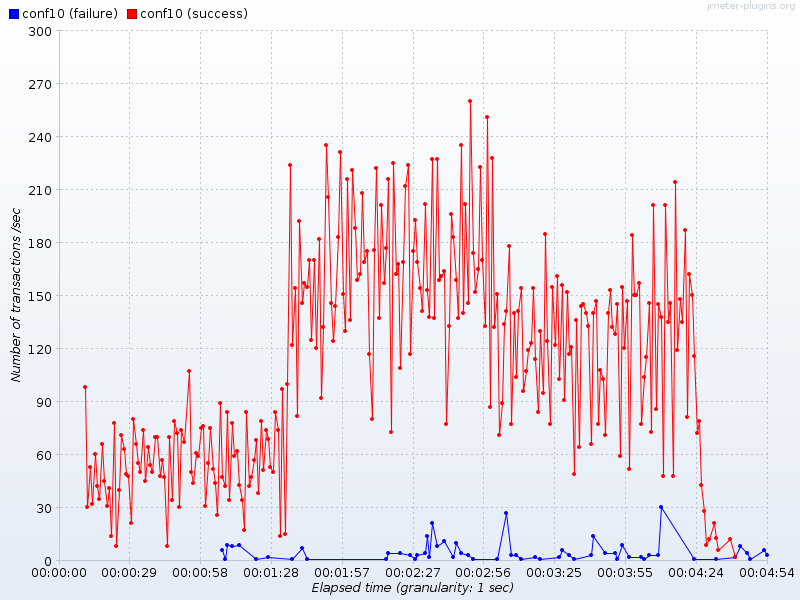 jmeter-plugins.org
conf10 (failure) conf10 (success)
300
270
240
210
180
150
120
90
60
30
0
Number of transactions /sec
00:00:00 00:00:29 00:00:58 00:01:28 00:01:57 00:02:27 00:02:56 00:03:25 00:03:55 00:04:24 00:04:54
Elapsed time (granularity: 1 sec)